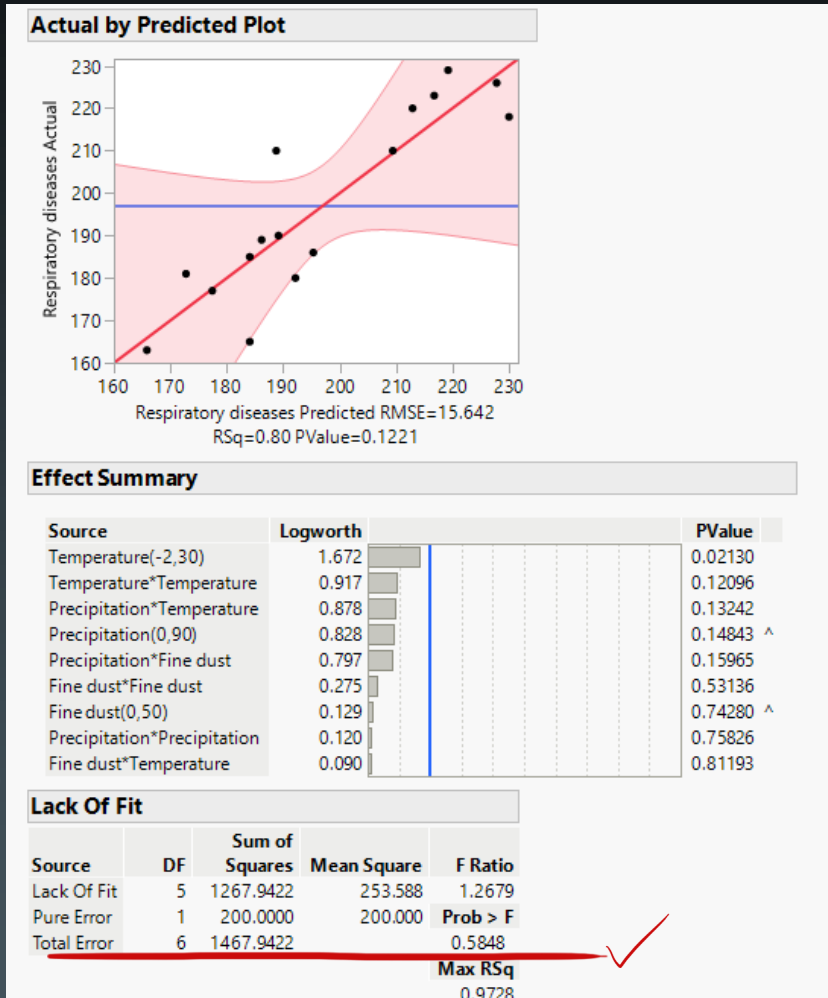 Actual by Predicted Plot
Respiratory diseases Actual
230
220
210
200
190
180
170
160
160 170 180 190 200 210 220 230
Respiratory diseases Predicted RMSE=15.642
RSq=0.80 PValue=0.1221
Effect Summary
Source Logworth PValue
Temperature(-2,30) 1.672 0.02130
Temperature*Temperature 0.917 0.12096
Precipitation*Temperature 0.878 0.13242
Precipitation(0,90) 0.828 0.14843 ^
Precipitation*Fine dust 0.797 0.15965
Fine dust*Fine dust 0.275 0.53136
Fine dust(0,50) 0.129 0.74280 ^
Precipitation*Precipitation 0.120 0.75826
Fine dust*Temperature 0.090 0.81193
Lack Of Fit
Sum of
Source DF Squares Mean Square F Ratio
Lack Of Fit 5 1267.9422 253.588 1.2679
Pure Error 1 200.0000 200.000 Prob > F
Total Error 6 1467.9422 0.5848
Max RSq
0.9728